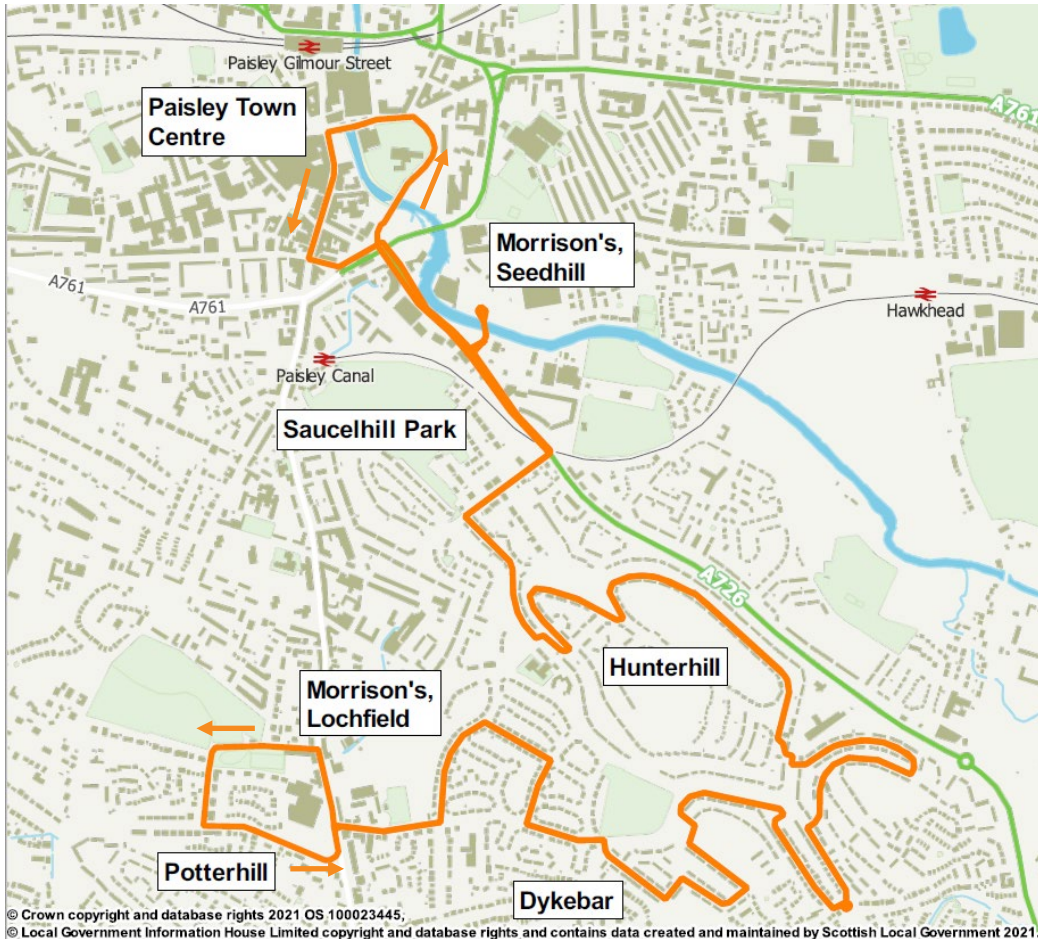 Paisley Gilmour Street
Paisley Town
Centre
A761
Morrison's,
Seedhill
A761
A761
Hawkhead
Paisley Canal
Saucelhill Park
A726
Hunterhill
Morrison's,
Lochfield
Potterhill
Dykebar
© Crown copyright and database rights 2021 OS 100023445,
© Local Government Information House Limited copyright and database rights and contains data created and maintained by Scottish Local Government 2021.